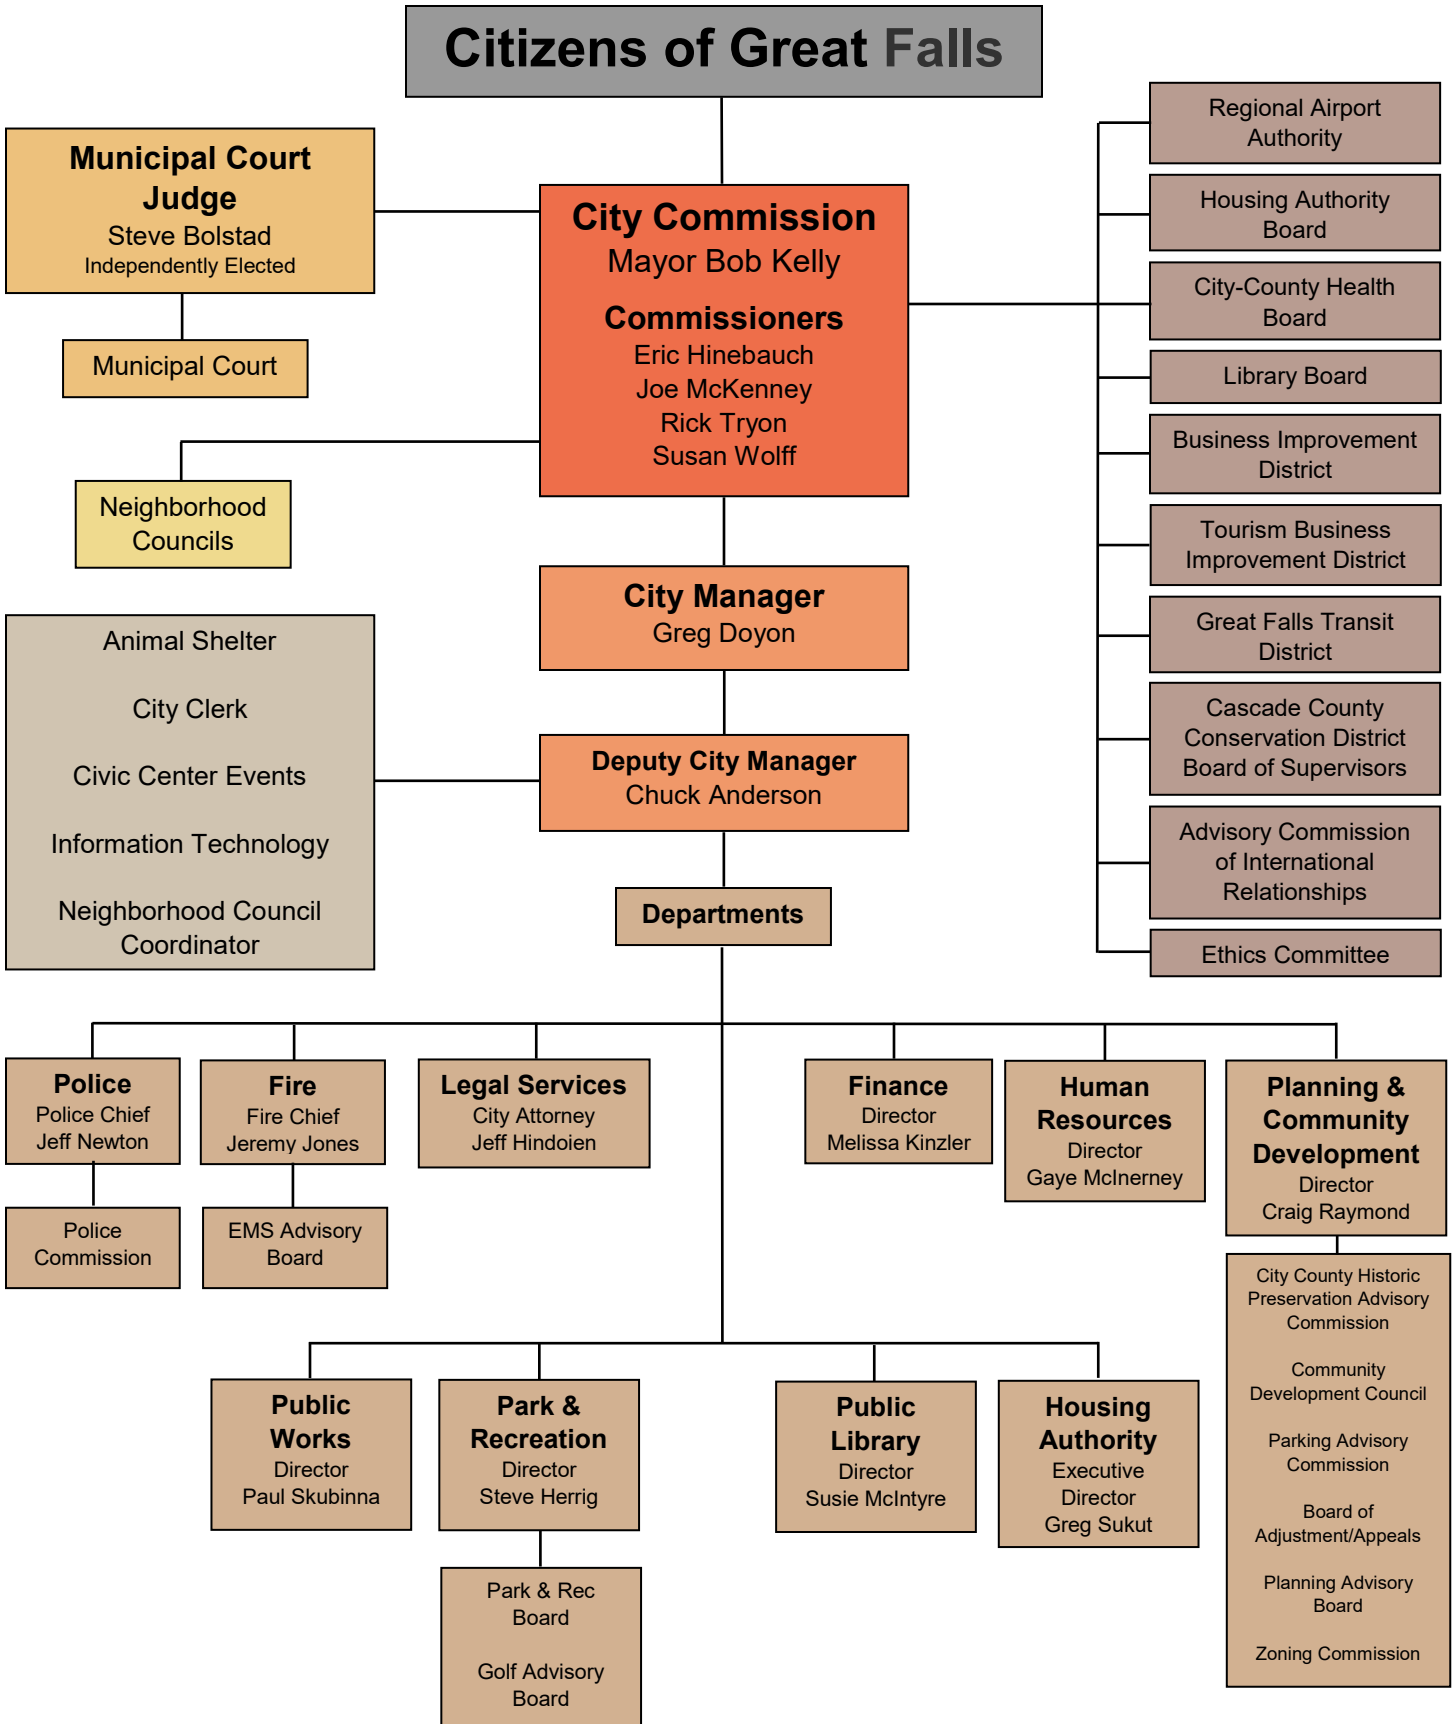 Citizens of Great Falls
Municipal Court
Judge
Steve Bolstad
Independently Elected
Municipal Court
Neighborhood
Councils
City Commission
Mayor Bob Kelly
Commissioners
Eric Hinebauch
Joe McKenney
Rick Tryon
Susan Wolff
City Manager
Greg Doyon
Deputy City Manager
Chuck Anderson
Animal Shelter
City Clerk
Civic Center Events
Information Technology
Neighborhood Council
Coordinator
Regional Airport
Authority
Housing Authority
Board
City-County Health
Board
Library Board
Business Improvement
District
Tourism Business
Improvement District
Great Falls Transit
District
Cascade County
Conservation District
Board of Supervisors
Advisory Commission
of International
Relationships
Ethics Committee
Departments
Police
Police Chief
Jeff Newton
Police
Commission
Fire
Fire Chief
Jeremy Jones
EMS Advisory
Board
Legal Services
City Attorney
Jeff Hindoien
Finance
Director
Melissa Kinzler
Human
Resources
Director
Gaye McInerney
Planning &
Community
Development
Director
Craig Raymond
City County Historic
Preservation Advisory
Commission
Community
Development Council
Parking Advisory
Commission
Board of
Adjustment/Appeals
Planning Advisory
Board
Zoning Commission
Public
Works
Director
Paul Skubinna
Park &
Recreation
Director
Steve Herrig
Park & Rec
Board
Golf Advisory
Board
Public
Library
Director
Susie McIntyre
Housing
Authority
Executive
Director
Greg Sukut